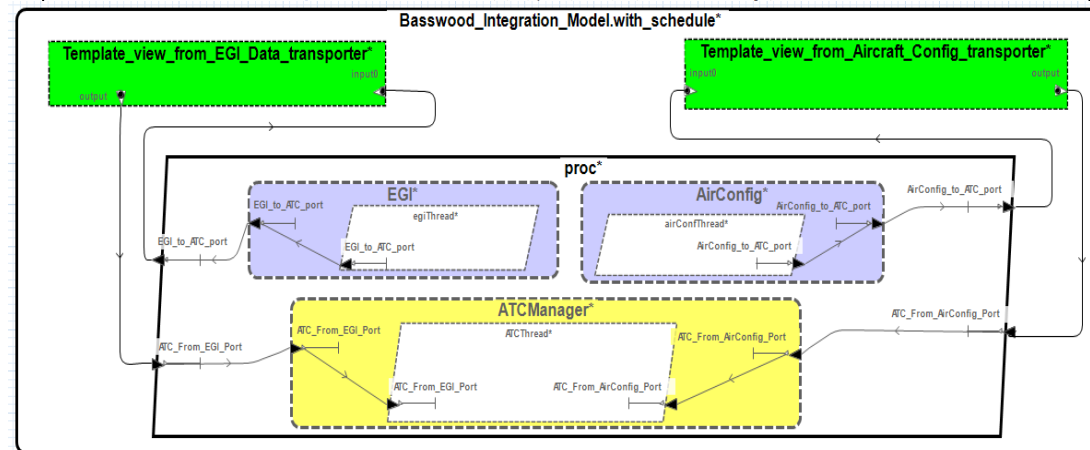 Basswood_Integration_Model.with_schedule*
Template_view_from_EGI_Data_transporter*
input0
output
Template_view_from_Aircraft_Config_transporter*
input0
output
proc*
EGI*
EGI_to_ATC_port
egiThread*
EGI_to_ATC_port
EGI_to_ATC_port
AirConfig*
AirConfig_to_ATC_port
airConfThread*
AirConfig_to_ATC_port
AirConfig_to_ATC_port
ATCManager*
ATC_From_EGI_Port
ATC_From_EGI_Port
ATCThread*
ATC_From_EGI_Port
ATC_From_AirConfig_Port
ATC_From_AirConfig_Port
ATC_From_AirConfig_Port